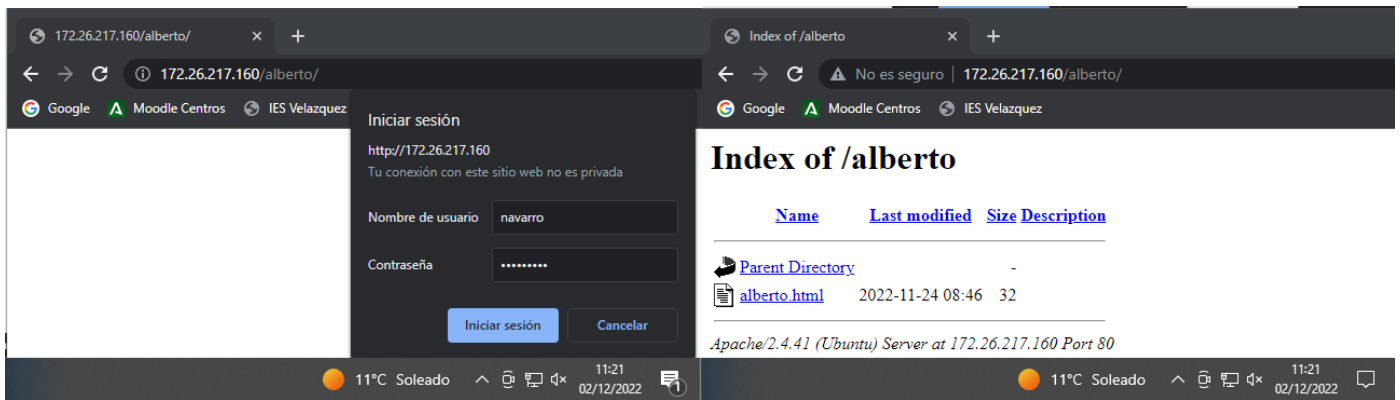 172.26.217.160/alberto/
172.26.217.160/alberto/
Google Moodle Centros IES Velazquez
Iniciar sesión
http://172.26.217.160
Tu conexión con este sitio web no es privada
Nombre de usuario navarro
Contraseña •••••••••
Iniciar sesión Cancelar
11°C Soleado 11:21
02/12/2022 1
Index of /alberto
No es seguro | 172.26.217.160/alberto/
Google Moodle Centros IES Velazquez
Index of /alberto
Name Last modified Size Description
Parent Directory -
alberto.html 2022-11-24 08:46 32
Apache/2.4.41 (Ubuntu) Server at 172.26.217.160 Port 80
11°C Soleado 11:21
02/12/2022